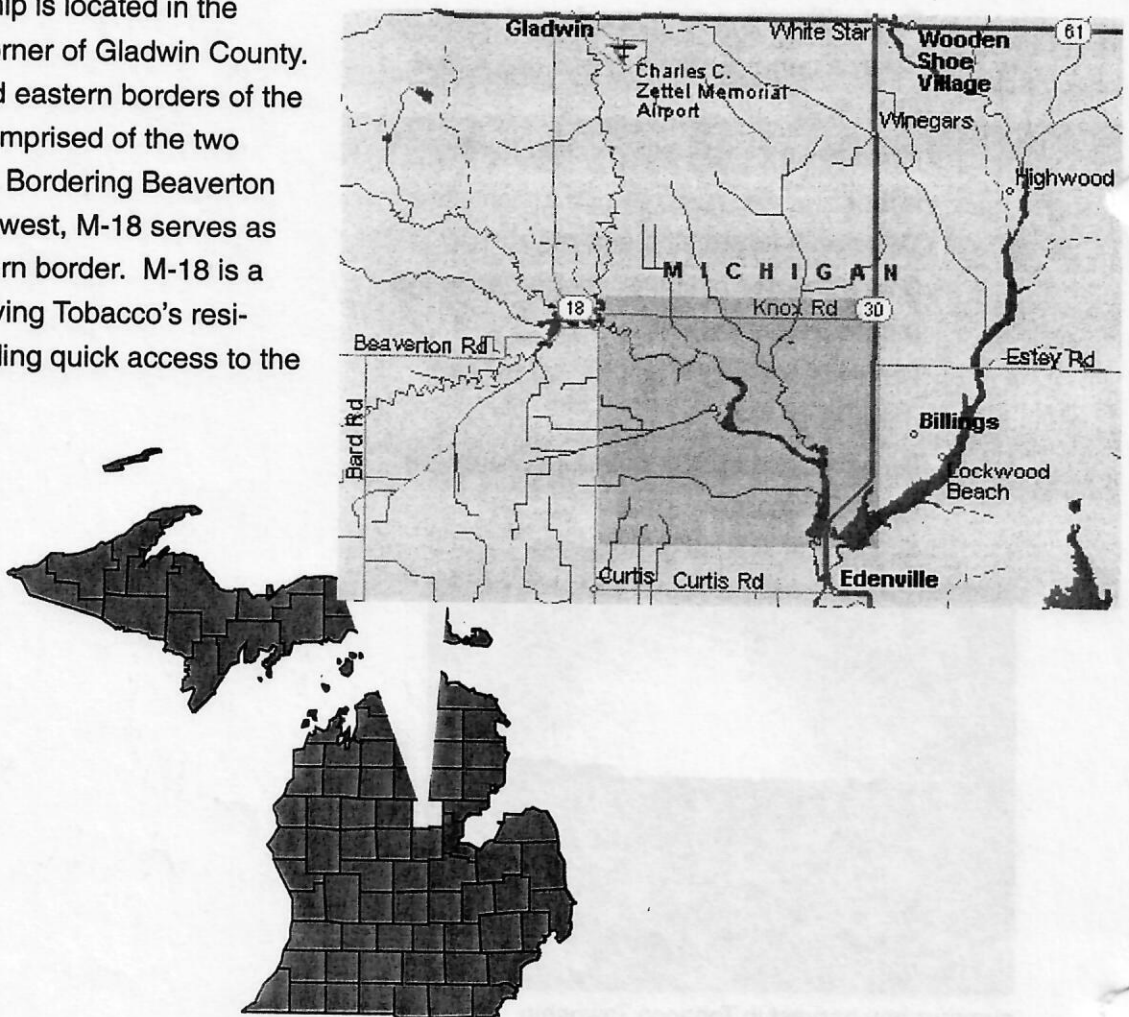 ip is located in the
orner of Gladwin County.
d eastern borders of the
mprised of the two
Bordering Beaverton
west, M-18 serves as
rn border. M-18 is a
ving Tobacco's resi-
ling quick access to the
Gladwin
White Star
61
Wooden
Shoe
Village
Charles C.
Zettel Memorial
Airport
Winegars
Highwood
MICHIGAN
18
Knox Rd
30
Beaverton Rd
Estey Rd
Bard Rd
Billings
Lockwood
Beach
Curtis
Curtis Rd
Edenville